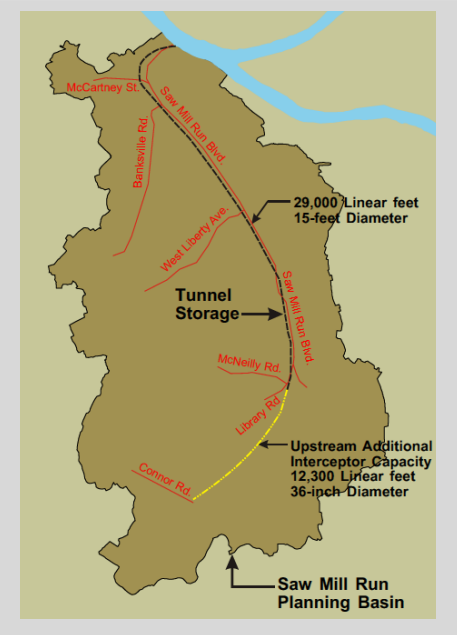 McCartney St.
Saw Mill Run Blvd.
Banksville Rd.
29,000 Linear feet
15-feet Diameter
West Liberty Ave.
Tunnel
Storage
Saw Mill Run Blvd.
McNeilly Rd.
Library Rd.
Upstream Additional
Interceptor Capacity
12,300 Linear feet
36-inch Diameter
Connor Rd.
Saw Mill Run
Planning Basin